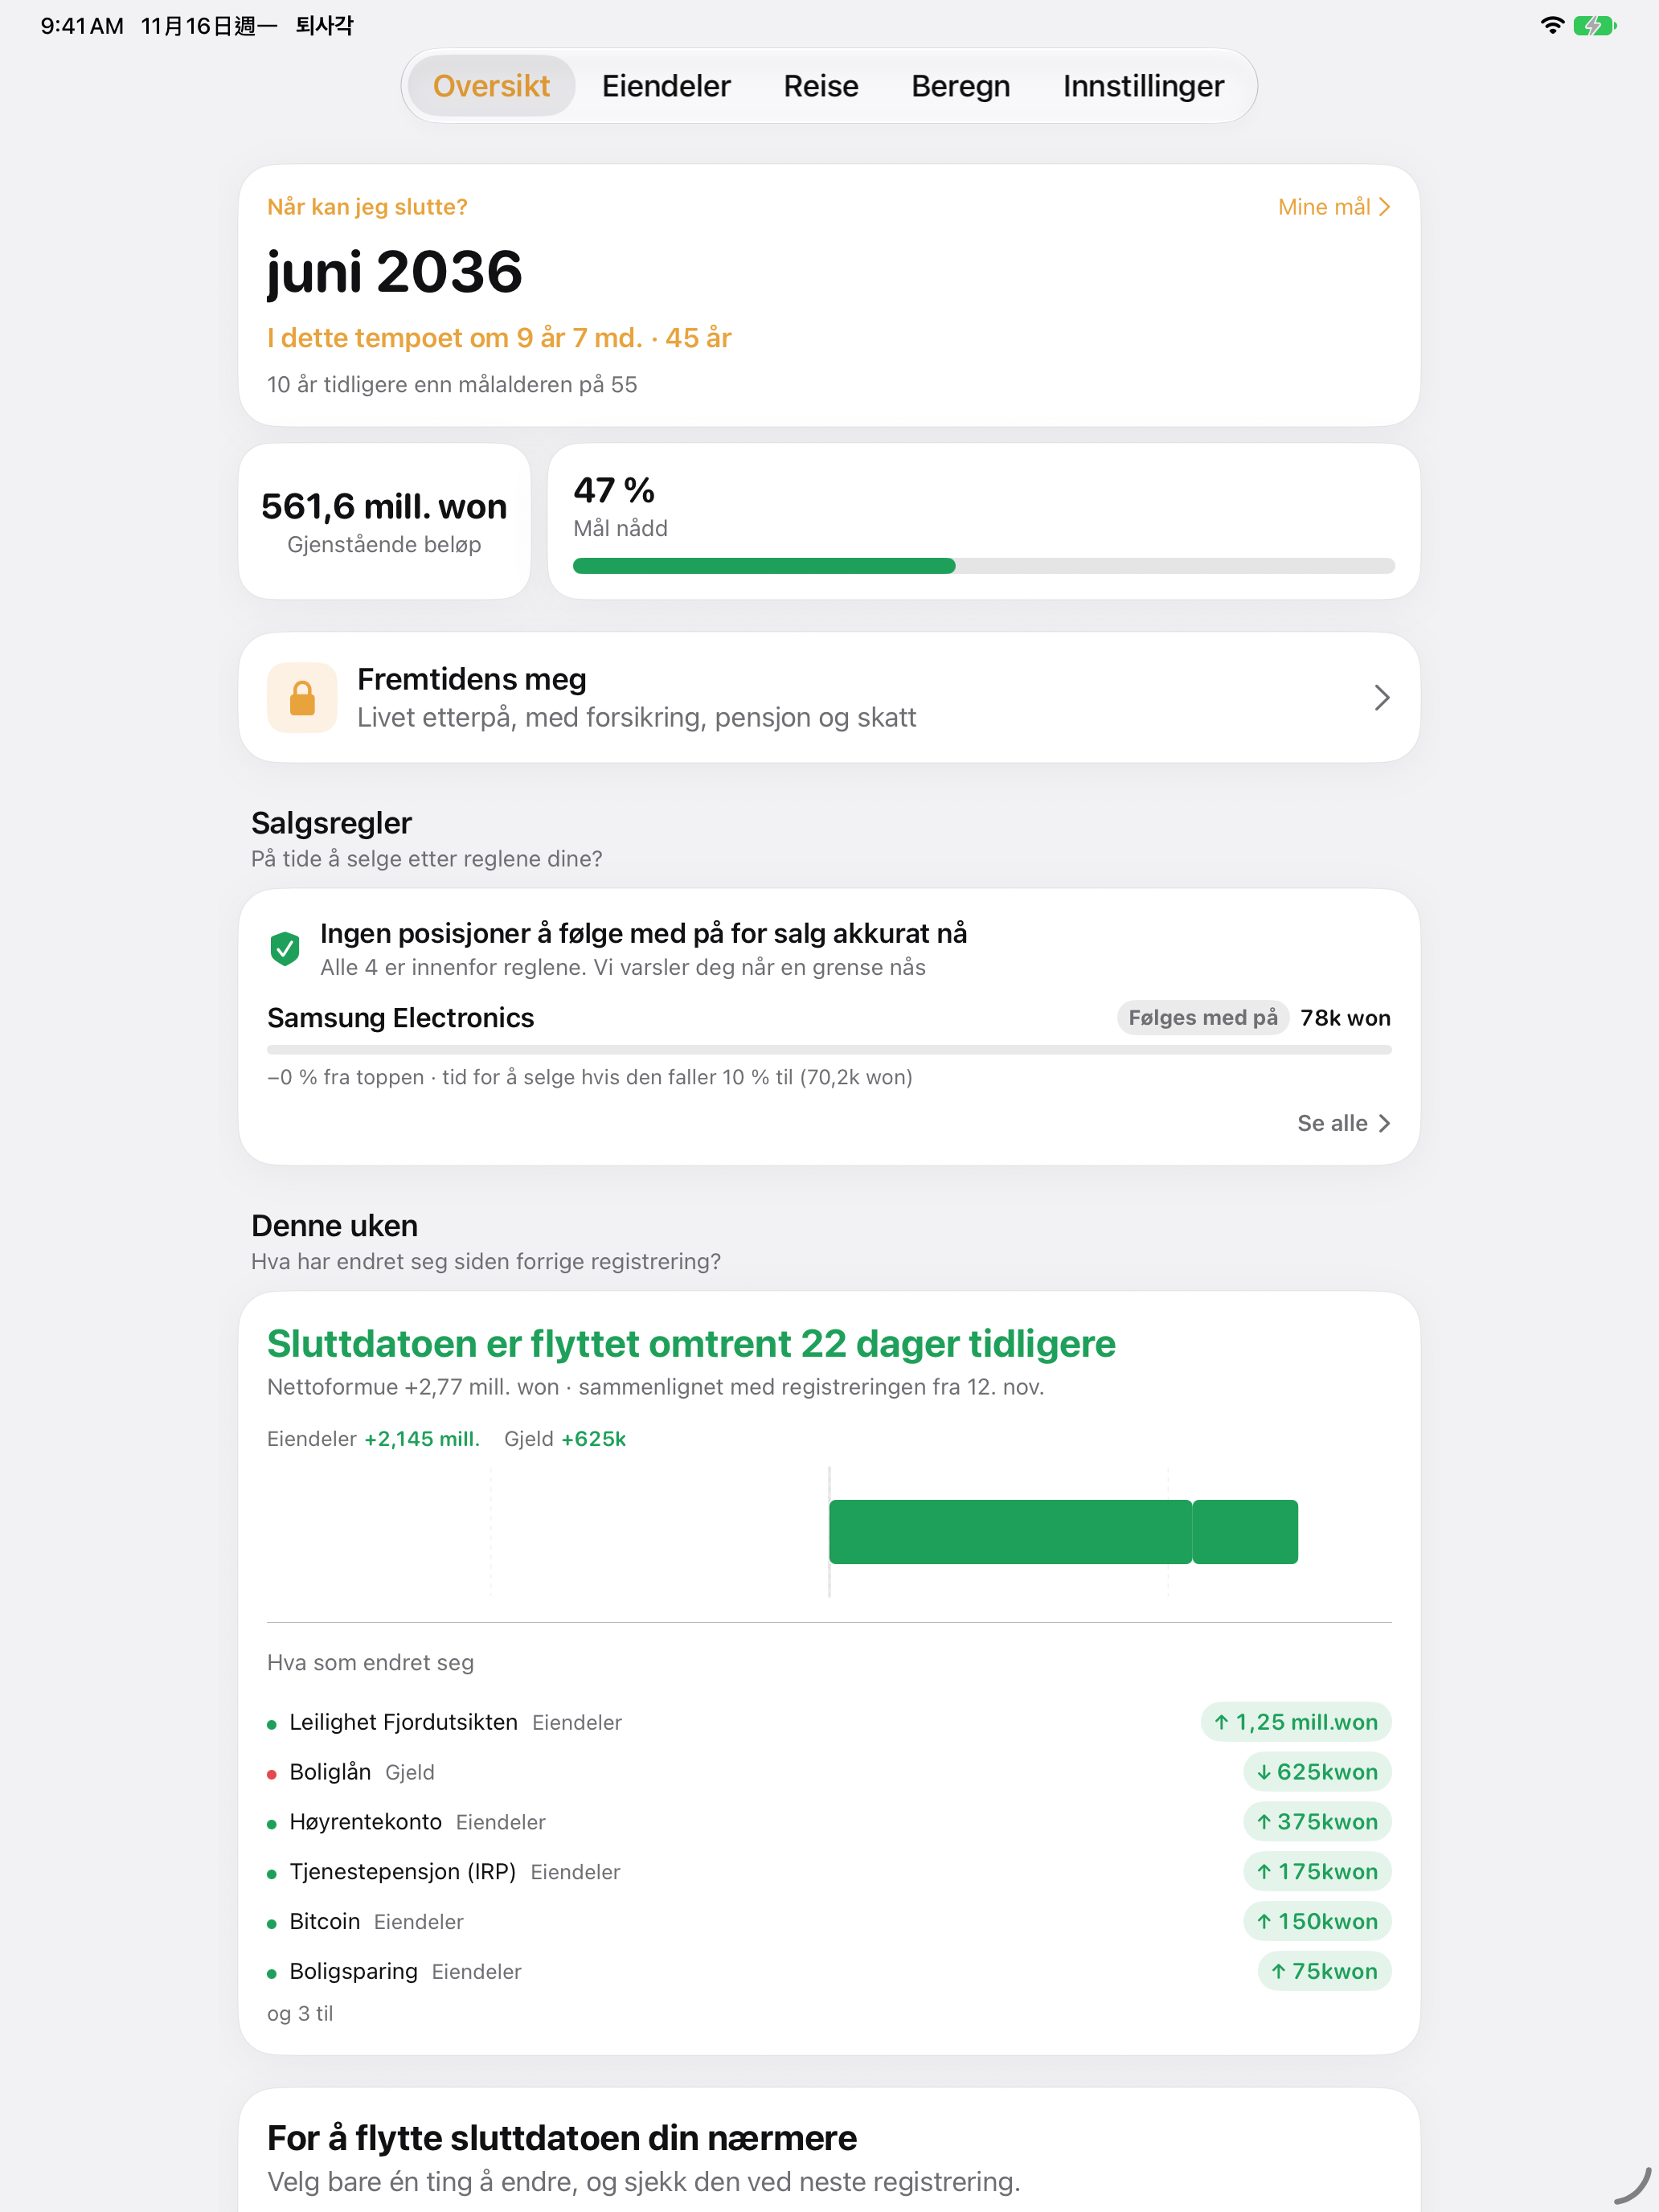 9:41 AM 11月16日週一 퇴사각
Oversikt Eiendeler Reise Beregn Innstillinger
Når kan jeg slutte? Mine mål
juni 2036
I dette tempoet om 9 år 7 md. · 45 år
10 år tidligere enn målalderen på 55
561,6 mill. won
Gjenstående beløp
47 %
Mål nådd
Fremtidens meg
Livet etterpå, med forsikring, pensjon og skatt
Salgsregler
På tide å selge etter reglene dine?
Ingen posisjoner å følge med på for salg akkurat nå
Alle 4 er innenfor reglene. Vi varsler deg når en grense nås
Samsung Electronics Følges med på 78k won
−0 % fra toppen · tid for å selge hvis den faller 10 % til (70,2k won)
Se alle
Denne uken
Hva har endret seg siden forrige registrering?
Sluttdatoen er flyttet omtrent 22 dager tidligere
Nettoformue +2,77 mill. won · sammenlignet med registreringen fra 12. nov.
Eiendeler +2,145 mill. Gjeld +625k
Hva som endret seg
Leilighet Fjordutsikten Eiendeler ↑ 1,25 mill.won
Boliglån Gjeld ↓ 625kwon
Høyrentekonto Eiendeler ↑ 375kwon
Tjenestepensjon (IRP) Eiendeler ↑ 175kwon
Bitcoin Eiendeler ↑ 150kwon
Boligsparing Eiendeler ↑ 75kwon
og 3 til
For å flytte sluttdatoen din nærmere
Velg bare én ting å endre, og sjekk den ved neste registrering.